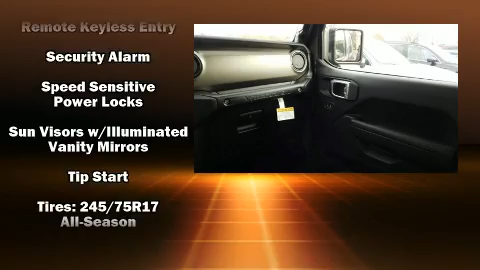 Remote Keyless Entry
Security Alarm
Speed Sensitive
Power Locks
Sun Visors w/Illuminated
Vanity Mirrors
Tip Start
Tires: 245/75R17
All-Season